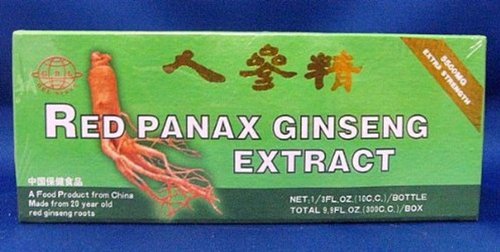 人參精
5500MG
EXTRA STRENGTH
RED PANAX GINSENG
EXTRACT
中国保健食品
A Food Product from China
Made from 20 year old
red ginseng roots
NET:1/3FL.OZ.(10C.C.)/BOTTLE
TOTAL 9.9FL.OZ.(300C.C.)/BOX